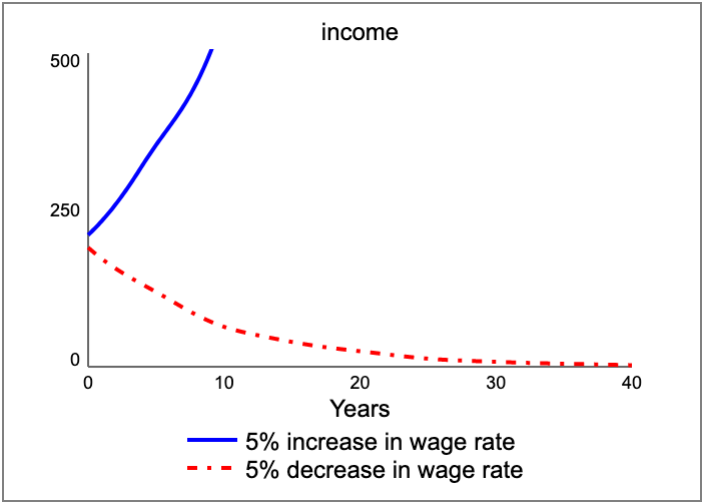 income
500
250
0
0 10 20 30 40
Years
5% increase in wage rate
5% decrease in wage rate